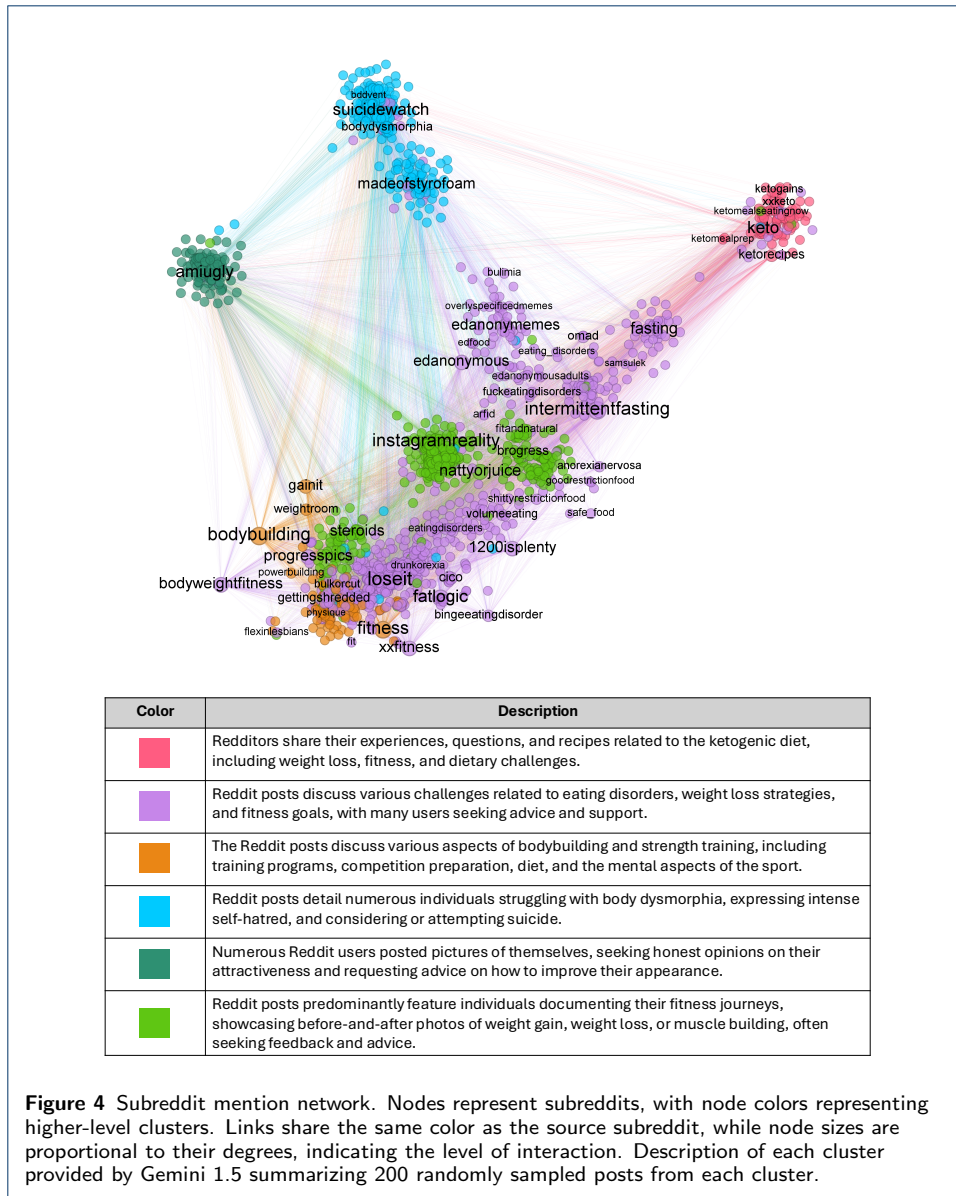 bddvent
suicidewatch
bodydysmorphia
madeofstyrofoam
ketogains
xxketo
ketomealseatingnow
keto
ketomealprep
ketorecipes
amiugly
bulimia
overlyspecificedmemes
edanonymemes
fasting
omad
edfood
eating_disorders
edanonymous
samsulek
edanonymousadults
fuckeatingdisorders
intermittentfasting
arfid
fitandnatural
instagramreality
brogress
nattyorjuice
anorexianervosa
goodrestrictionfood
gainit
shittyrestrictionfood
weightroom
volumeeating
safe_food
bodybuilding
steroids
eatingdisorders
progresspics
1200isplenty
drunkorexia
powerbuilding
bodyweightfitness
bulkorcut
loseit
cico
gettingshredded
fatlogic
physique
bingeeatingdisorder
flexinlesbians
fitness
fit
xxfitness
Color Description
Redditors share their experiences, questions, and recipes related to the ketogenic diet,
including weight loss, fitness, and dietary challenges.
Reddit posts discuss various challenges related to eating disorders, weight loss strategies,
and fitness goals, with many users seeking advice and support.
The Reddit posts discuss various aspects of bodybuilding and strength training, including
training programs, competition preparation, diet, and the mental aspects of the sport.
Reddit posts detail numerous individuals struggling with body dysmorphia, expressing intense
self-hatred, and considering or attempting suicide.
Numerous Reddit users posted pictures of themselves, seeking honest opinions on their
attractiveness and requesting advice on how to improve their appearance.
Reddit posts predominantly feature individuals documenting their fitness journeys,
showcasing before-and-after photos of weight gain, weight loss, or muscle building, often
seeking feedback and advice.
Figure 4 Subreddit mention network. Nodes represent subreddits, with node colors representing
higher-level clusters. Links share the same color as the source subreddit, while node sizes are
proportional to their degrees, indicating the level of interaction. Description of each cluster
provided by Gemini 1.5 summarizing 200 randomly sampled posts from each cluster.